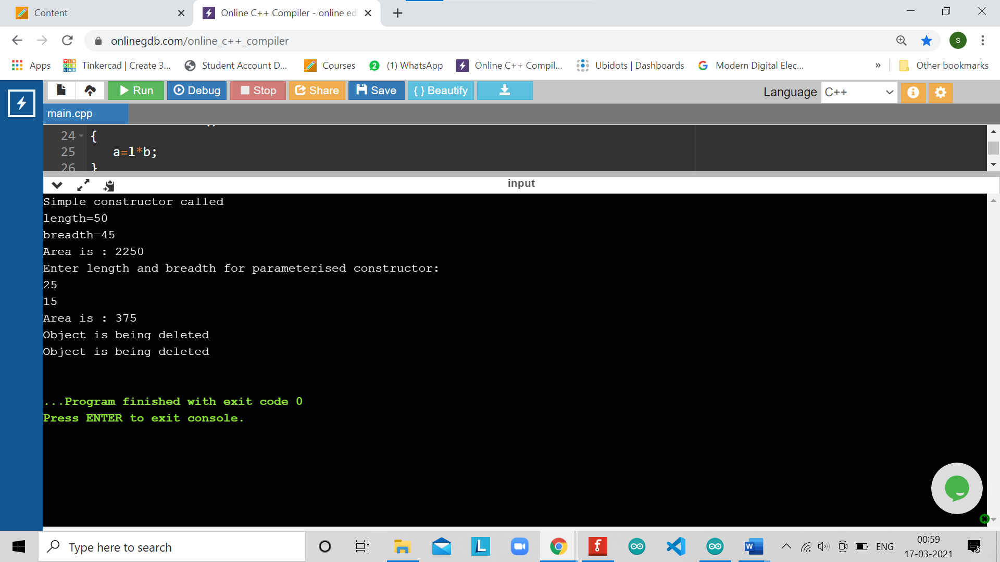 Content
Online C++ Compiler - online ed
onlinegdb.com/online_c++_compiler
S
Apps
Tinkercad | Create 3...
Student Account D...
Courses
2 (1) WhatsApp
Online C++ Compil...
Ubidots | Dashboards
Modern Digital Elec...
»
Other bookmarks
Run
Debug
Stop
Share
Save
{ } Beautify
Language C++
main.cpp
24 {
25 a=l*b;
26 }
input
Simple constructor called
length=50
breadth=45
Area is : 2250
Enter length and breadth for parameterised constructor:
25
15
Area is : 375
Object is being deleted
Object is being deleted
...Program finished with exit code 0
Press ENTER to exit console.
Type here to search
ENG
00:59
17-03-2021